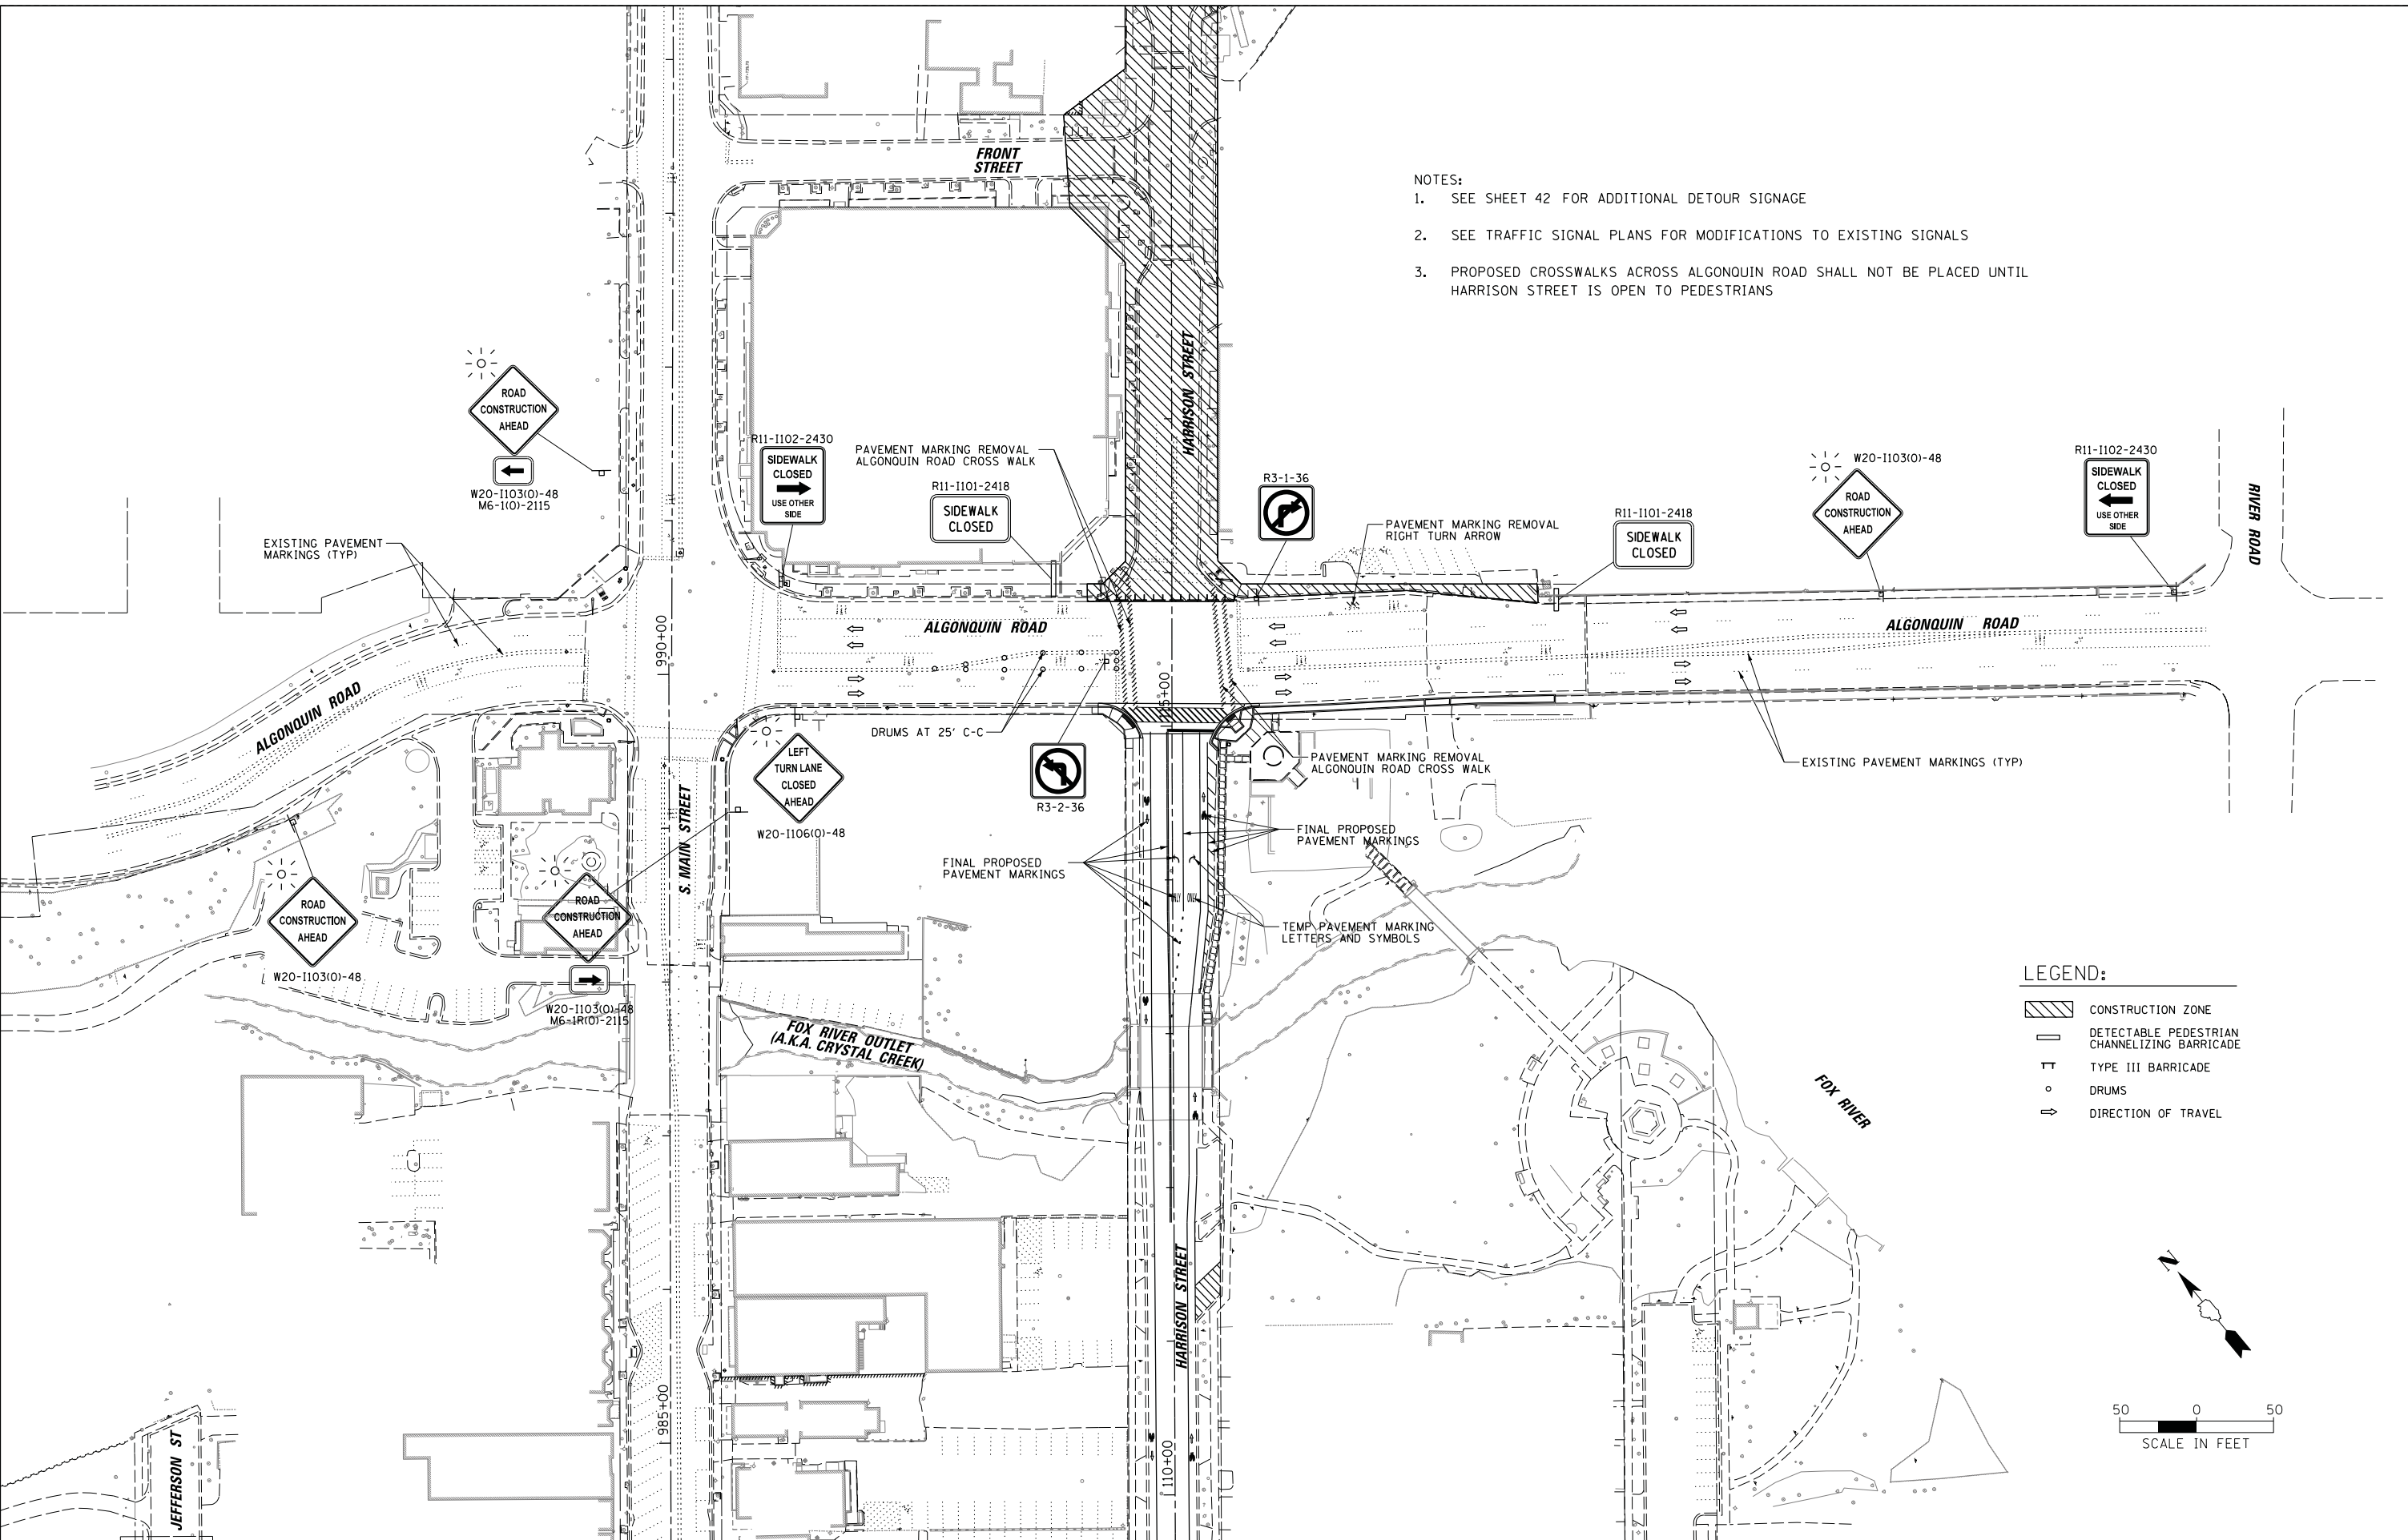 FRONT
STREET
NOTES:
1. SEE SHEET 42 FOR ADDITIONAL DETOUR SIGNAGE
2. SEE TRAFFIC SIGNAL PLANS FOR MODIFICATIONS TO EXISTING SIGNALS
3. PROPOSED CROSSWALKS ACROSS ALGONQUIN ROAD SHALL NOT BE PLACED UNTIL
HARRISON STREET IS OPEN TO PEDESTRIANS
HARRISON STREET
ROAD
CONSTRUCTION
AHEAD
W20-I103(O)-48
M6-1(O)-2115
R11-I102-2430
SIDEWALK
CLOSED
USE OTHER
SIDE
PAVEMENT MARKING REMOVAL
ALGONQUIN ROAD CROSS WALK
R11-I101-2418
SIDEWALK
CLOSED
R3-1-36
PAVEMENT MARKING REMOVAL
RIGHT TURN ARROW
R11-I101-2418
SIDEWALK
CLOSED
W20-I103(O)-48
ROAD
CONSTRUCTION
AHEAD
R11-I102-2430
SIDEWALK
CLOSED
USE OTHER
SIDE
RIVER ROAD
EXISTING PAVEMENT
MARKINGS (TYP)
990+00
ALGONQUIN ROAD
ALGONQUIN ROAD
ALGONQUIN ROAD
115+00
DRUMS AT 25' C-C
LEFT
TURN LANE
CLOSED
AHEAD
W20-I106(O)-48
R3-2-36
PAVEMENT MARKING REMOVAL
ALGONQUIN ROAD CROSS WALK
EXISTING PAVEMENT MARKINGS (TYP)
S. MAIN STREET
FINAL PROPOSED
PAVEMENT MARKINGS
FINAL PROPOSED
PAVEMENT MARKINGS
ONLY
ONLY
TEMP PAVEMENT MARKING
LETTERS AND SYMBOLS
ROAD
CONSTRUCTION
AHEAD
W20-I103(O)-48
ROAD
CONSTRUCTION
AHEAD
W20-I103(O)-48
M6-1R(O)-2115
FOX RIVER OUTLET
(A.K.A. CRYSTAL CREEK)
FOX RIVER
LEGEND:
CONSTRUCTION ZONE
DETECTABLE PEDESTRIAN
CHANNELIZING BARRICADE
TYPE III BARRICADE
DRUMS
DIRECTION OF TRAVEL
HARRISON STREET
N
985+00
110+00
JEFFERSON ST
50 0 50
SCALE IN FEET